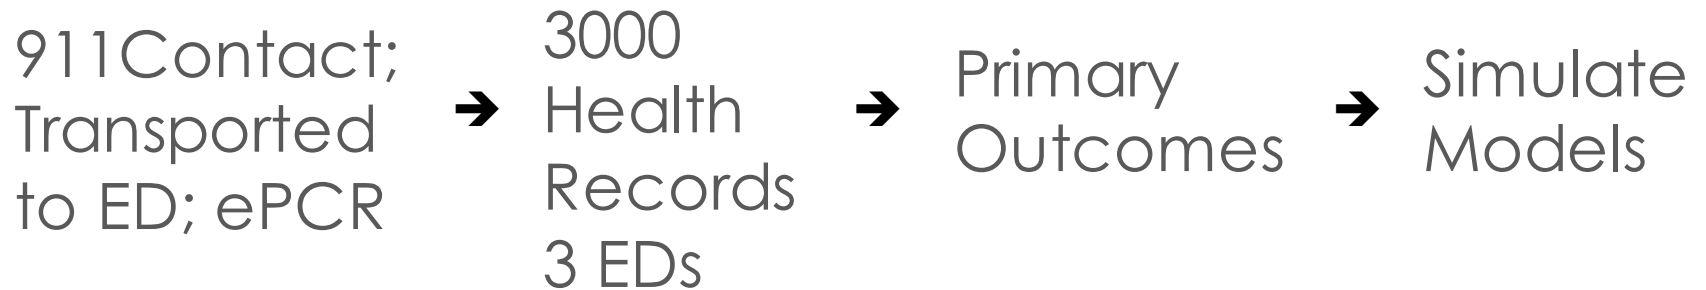 911Contact;
Transported
to ED; ePCR
➔
3000
Health
Records
3 EDs
➔
Primary
Outcomes
➔
Simulate
Models